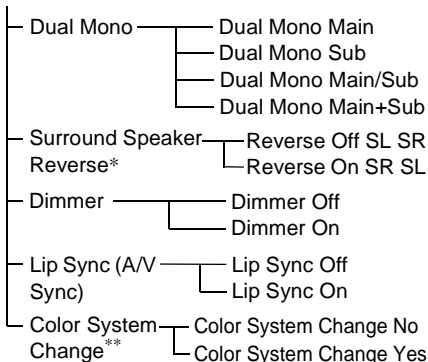 Dual Mono
Dual Mono Main
Dual Mono Sub
Dual Mono Main/Sub
Dual Mono Main+Sub
Surround Speaker
Reverse*
Reverse Off SL SR
Reverse On SR SL
Dimmer
Dimmer Off
Dimmer On
Lip Sync (A/V
Sync)
Lip Sync Off
Lip Sync On
Color System
Change**
Color System Change No
Color System Change Yes